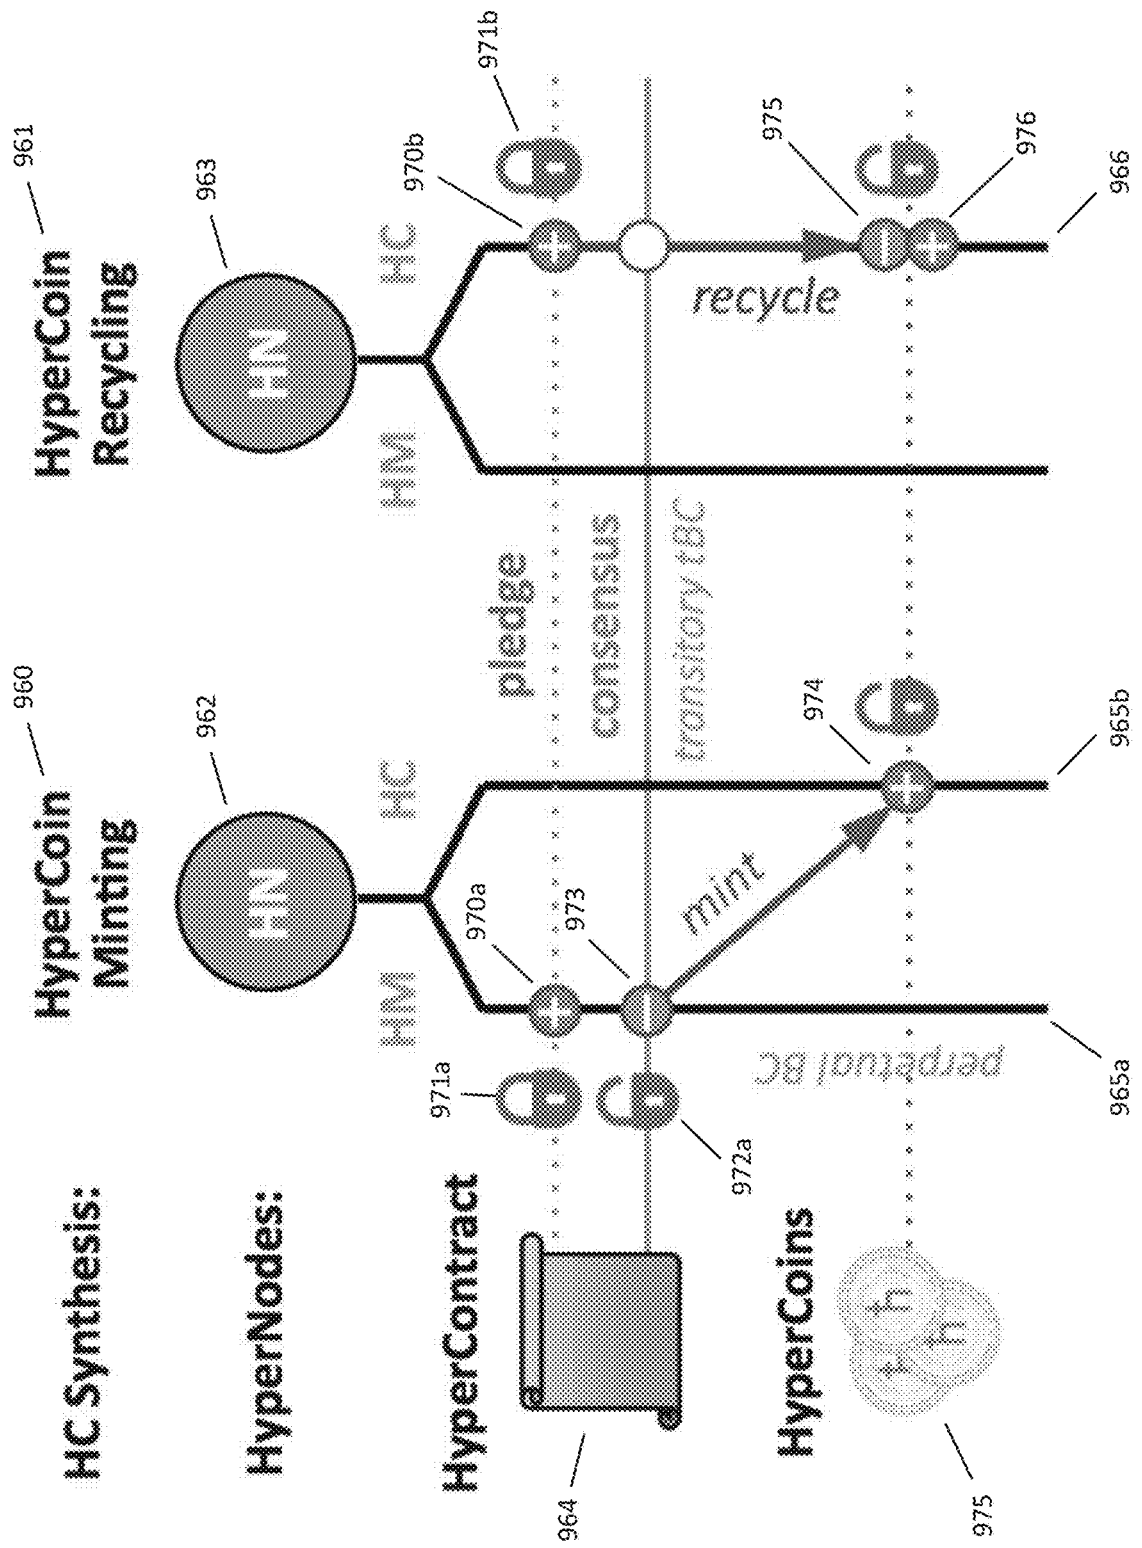 HC Synthesis:
HyperCoin
Minting
960
HyperCoin
Recycling
961
HyperNodes:
HN
962
HN
963
HM
HC
HM
HC
HyperContract
964
971a
970a
pledge
970b
971b
972a
973
consensus
transitory tBC
mint
recycle
perpetual BC
HyperCoins
ħ
ħ
ħ
975
974
975
976
965a
965b
966